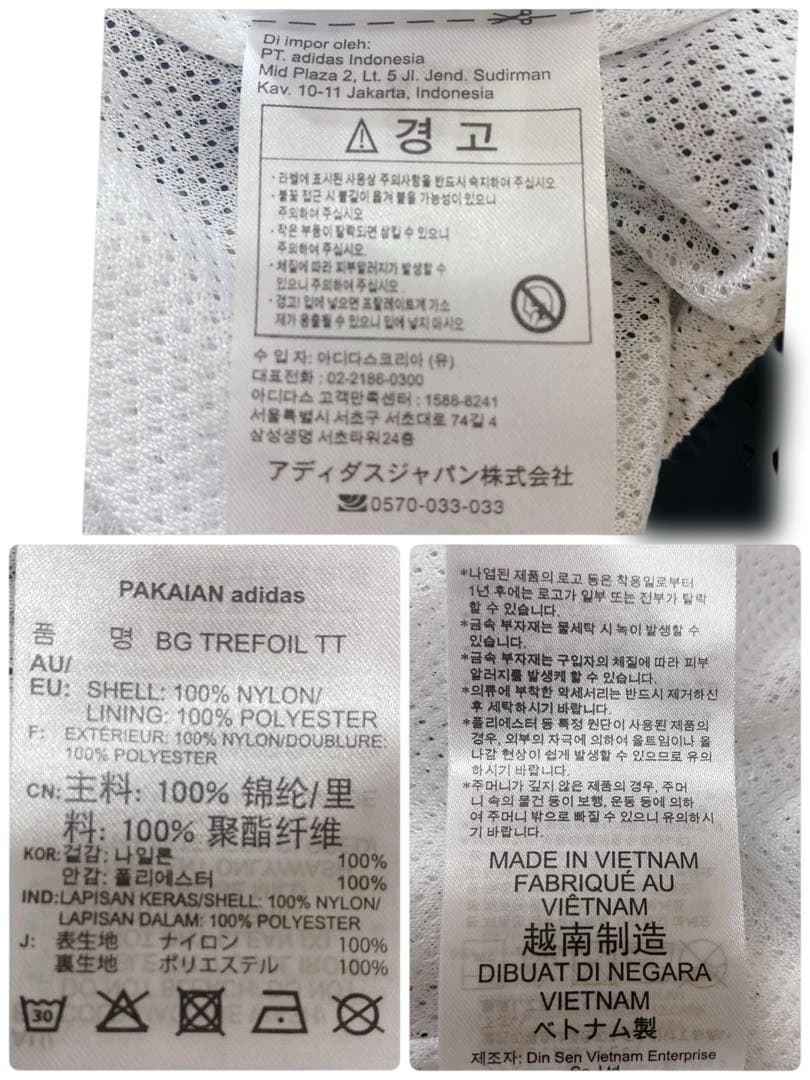 Di impor oleh:
PT. adidas Indonesia
Mid Plaza 2, Lt. 5 Jl. Jend. Sudirman
Kav. 10-11 Jakarta, Indonesia
경 고
· 라벨에 표시된 사용상 주의사항을 반드시 숙지하여 주십시오
· 불꽃 접근 시 불길이 옮겨 붙을 가능성이 있으니
주의하여 주십시오
· 작은 부품이 탈락되면 삼킬 수 있으니
주의하여 주십시오.
· 체질에 따라 피부알러지가 발생할 수
있으니 주의하여 주십시오
· 경고! 입에 넣으면 프탈레이트계 가소
제가 용출될 수 있으니 입에 넣지 마시오
수 입 자: 아디다스코리아 (유)
대표전화 : 02-2186-0300
아디다스 고객만족센터 : 1588-8241
서울특별시 서초구 서초대로 74길 4
삼성생명 서초타워24층
アディダスジャパン株式会社
0570-033-033
PAKAIAN adidas
품 명 BG TREFOIL TT
AU/
EU: SHELL: 100% NYLON/
LINING: 100% POLYESTER
F: EXTÉRIEUR: 100% NYLON/DOUBLURE:
100% POLYESTER
CN: 主料: 100% 锦纶/里
料: 100% 聚酯纤维
KOR: 겉감: 나일론 100%
안감: 폴리에스터 100%
IND:LAPISAN KERAS/SHELL: 100% NYLON/
LAPISAN DALAM: 100% POLYESTER
J: 表生地 ナイロン 100%
裏生地 ポリエステル 100%
30
*나염된 제품의 로고 등은 착용일로부터
1년 후에는 로고가 일부 또는 전부가 탈락
할 수 있습니다.
*금속 부자재는 물세탁 시 녹이 발생할 수
있습니다.
*금속 부자재는 구입자의 체질에 따라 피부
알러지를 발생케 할 수 있습니다.
*의류에 부착한 악세서리는 반드시 제거하신
후 세탁하시기 바랍니다.
*폴리에스터 등 특정 원단이 사용된 제품의
경우, 외부의 자극에 의하여 올트임이나 올
나감 현상이 쉽게 발생할 수 있으므로 유의
하시기 바랍니다.
*주머니가 깊지 않은 제품의 경우, 주머
니 속의 물건 등이 보행, 운동 등에 의하
여 주머니 밖으로 빠질 수 있으니 유의하시
기 바랍니다.
MADE IN VIETNAM
FABRIQUÉ AU
VIÊTNAM
越南制造
DIBUAT DI NEGARA
VIETNAM
ベトナム製
제조자: Din Sen Vietnam Enterprise